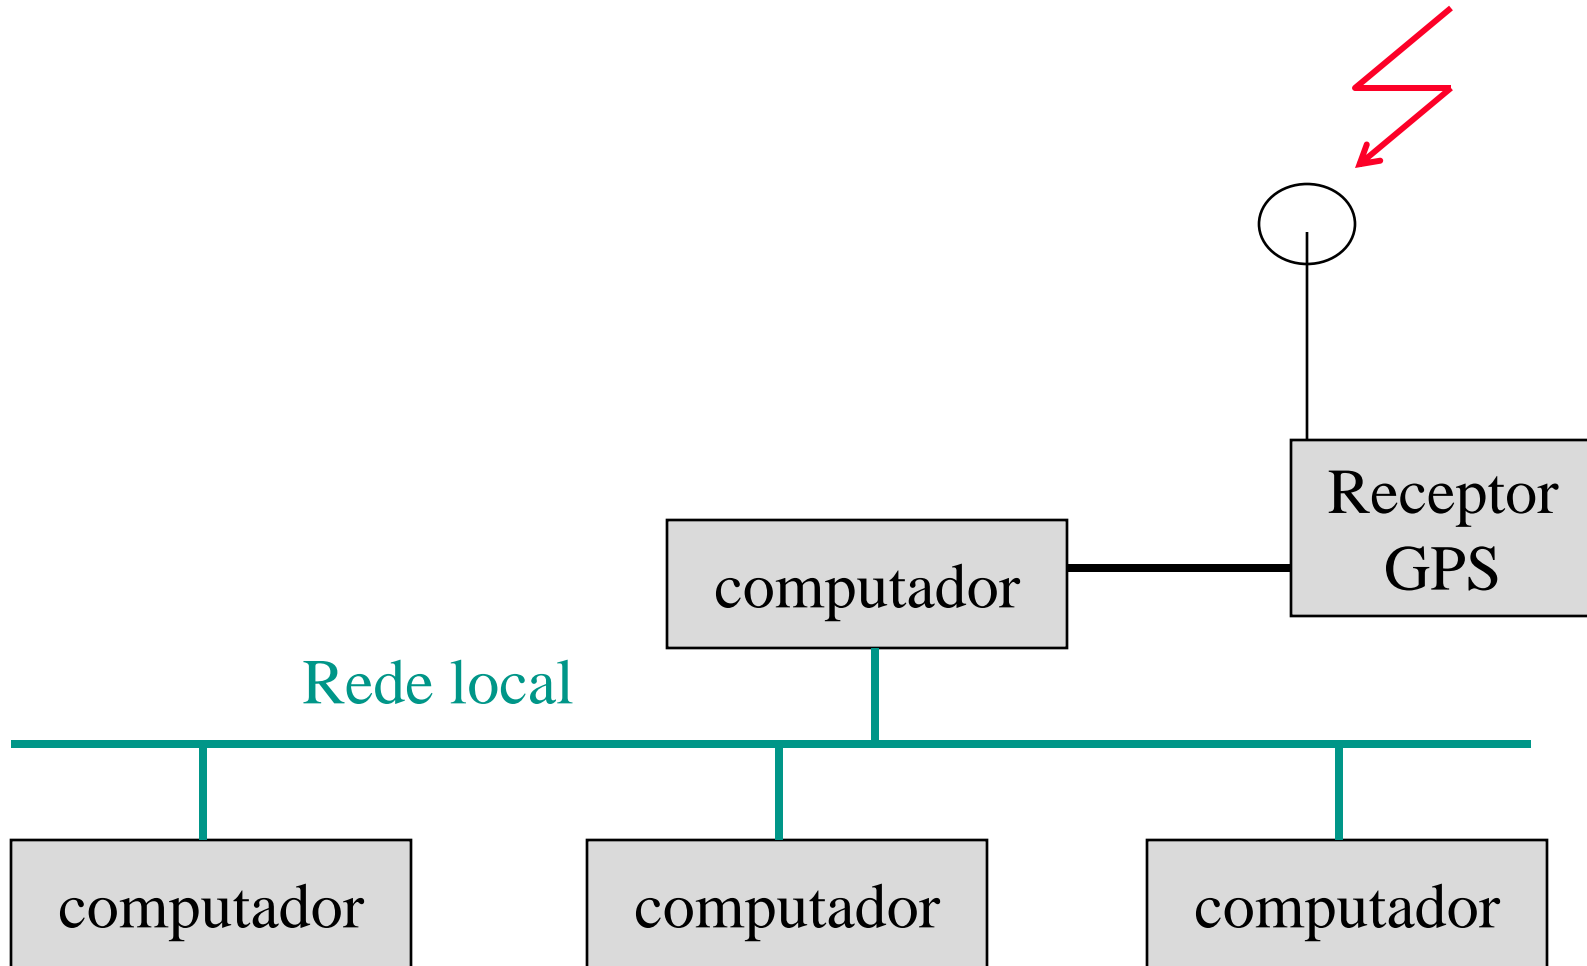 Receptor
GPS
computador
Rede local
computador
computador
computador